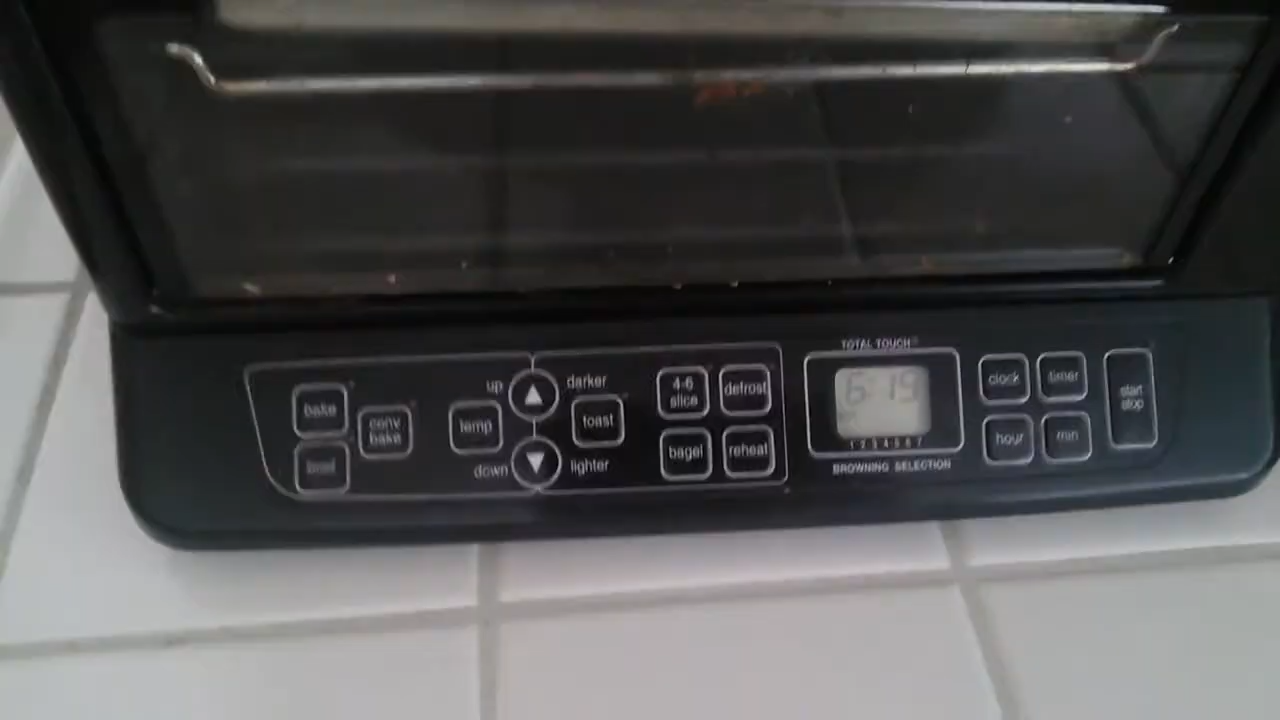 bake
broil
conv
bake
temp
up
down
darker
toast
lighter
4-6
slice
defrost
bagel
reheat
TOTAL TOUCH
6:19
1 2 3 4 5 6 7
BROWNING SELECTION
clock
timer
hour
min
start
stop